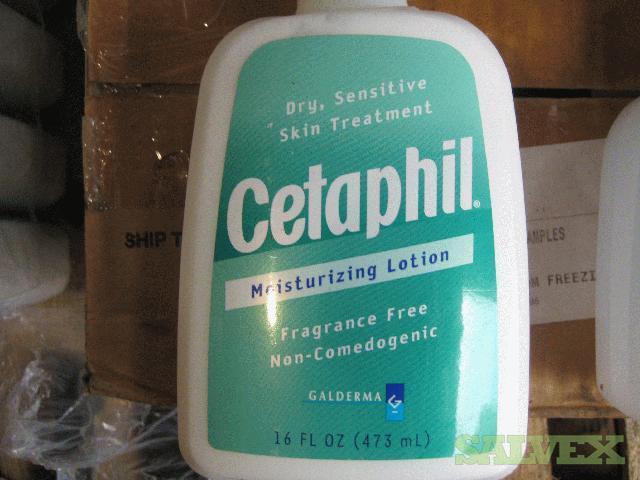 Dry, Sensitive
Skin Treatment
Cetaphil®
Moisturizing Lotion
Fragrance Free
Non-Comedogenic
GALDERMA
G
16 FL OZ (473 mL)
SHIP T
AMPLES
M FREEZI
SALVEX